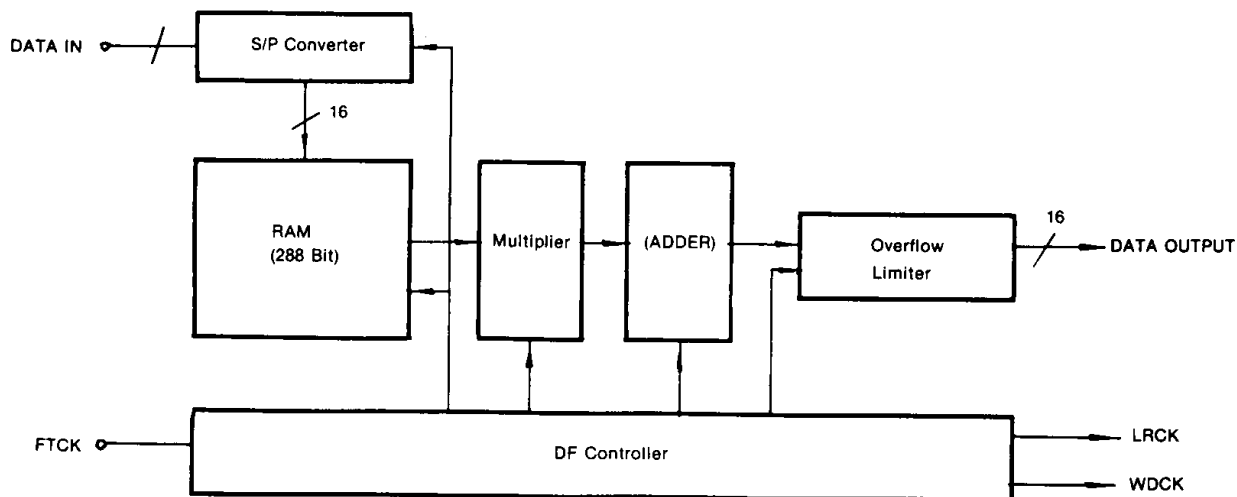 DATA IN
S/P Converter
16
RAM
(288 Bit)
Multiplier
(ADDER)
Overflow
Limiter
16
DATA OUTPUT
FTCK
DF Controller
LRCK
WDCK